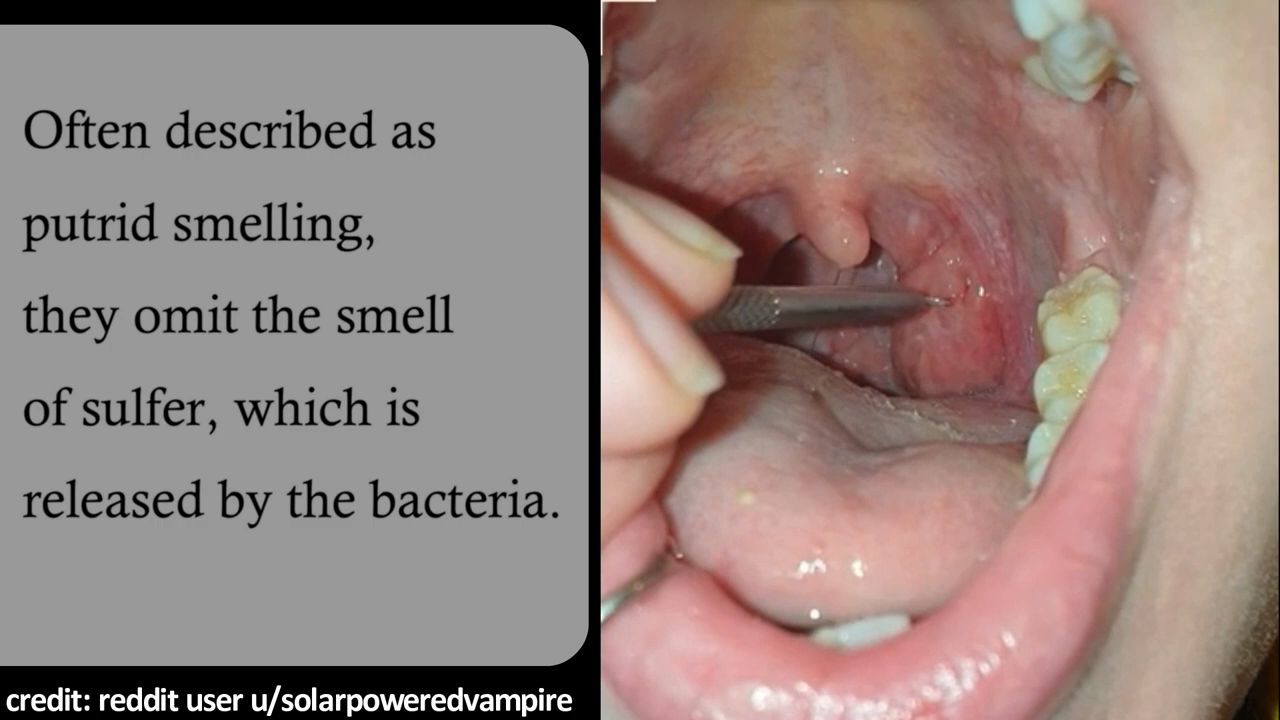 Often described as
putrid smelling,
they omit the smell
of sulfer, which is
released by the bacteria.
credit: reddit user u/solarpoweredvampire